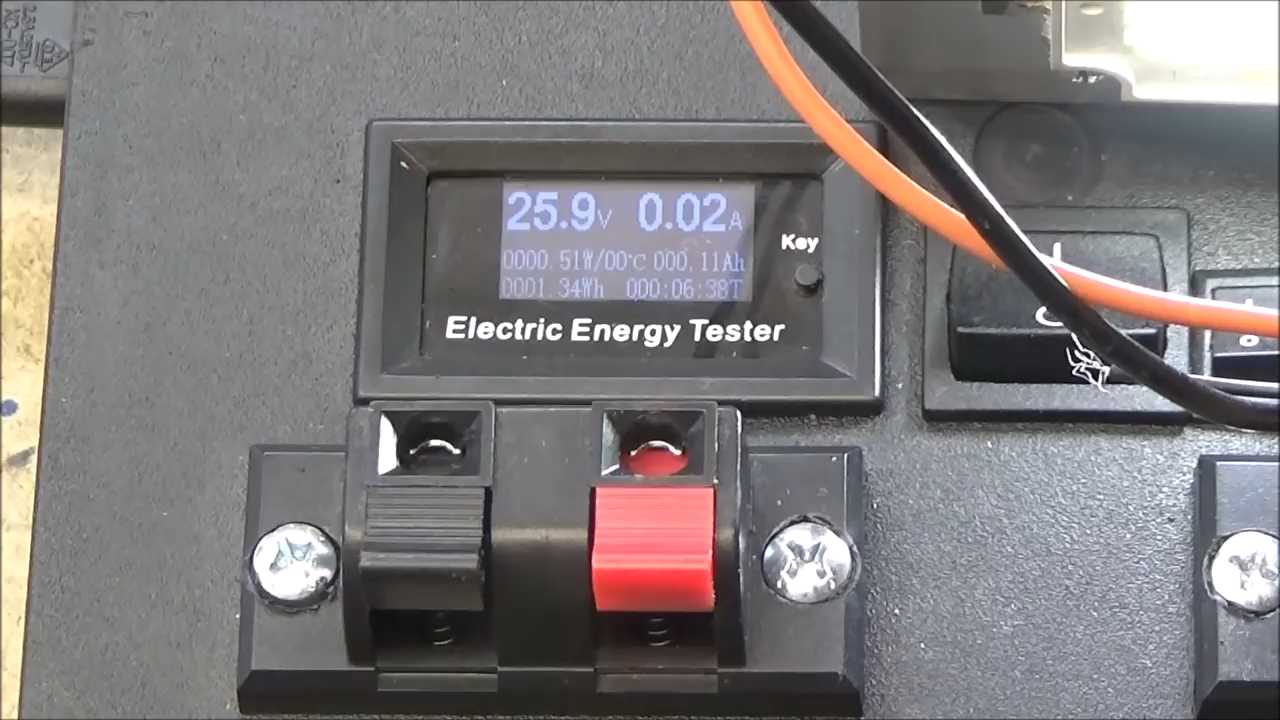 25.9V 0.02A
0000.51W/00°C 000.11Ah
0001.34Wh 000:06:38T
Key
Electric Energy Tester